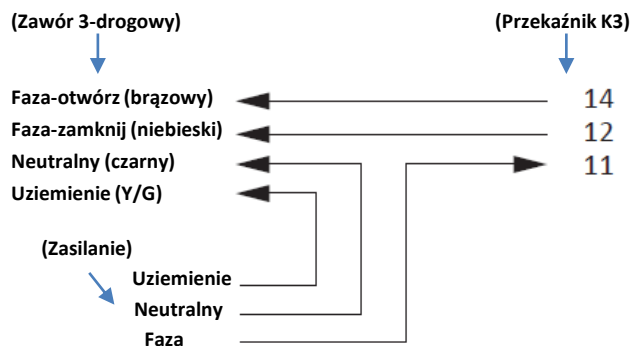 (Zawór 3-drogowy) (Przekaźnik K3)
Faza-otwórz (brązowy) 14
Faza-zamknij (niebieski) 12
Neutralny (czarny) 11
Uziemienie (Y/G)
(Zasilanie)
Uziemienie
Neutralny
Faza